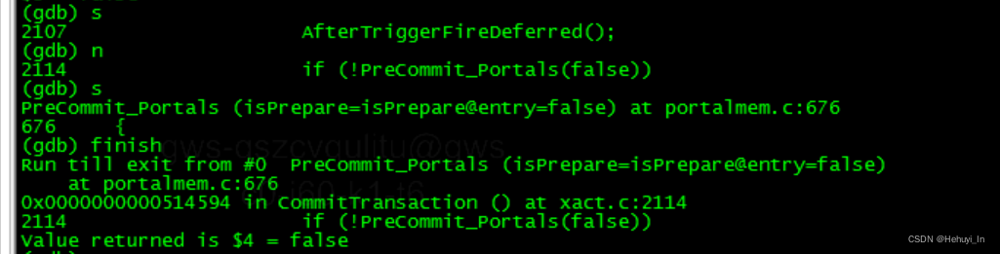 (gdb) s
2107                    AfterTriggerFireDeferred();
(gdb) n
2114                    if (!PreCommit_Portals(false))
(gdb) s
PreCommit_Portals (isPrepare=isPrepare@entry=false) at portalmem.c:676
676     {
(gdb) finish
Run till exit from #0  PreCommit_Portals (isPrepare=isPrepare@entry=false)
    at portalmem.c:676
0x0000000000514594 in CommitTransaction () at xact.c:2114
2114                    if (!PreCommit_Portals(false))
Value returned is $4 = false
CSDN @Hehuyi_In